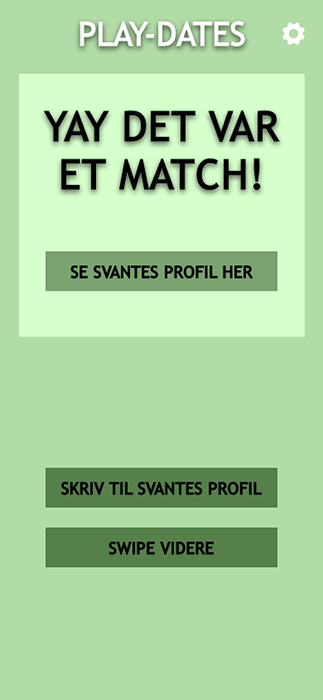 PLAY-DATES
YAY DET VAR
ET MATCH!
SE SVANTES PROFIL HER
SKRIV TIL SVANTES PROFIL
SWIPE VIDERE